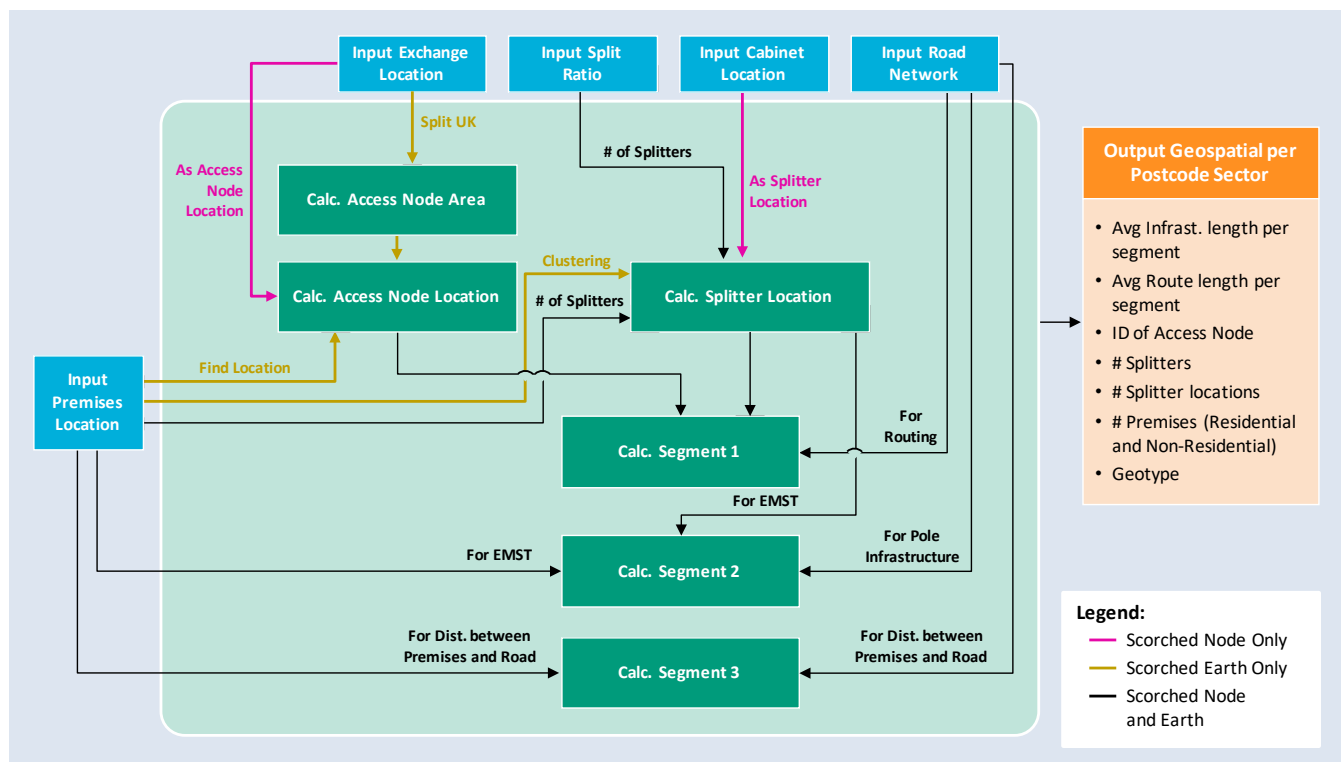 Input Exchange
Location
Input Split
Ratio
Input Cabinet
Location
Input Road
Network
Split UK
# of Splitters
As Access
Node
Location
As Splitter
Location
Calc. Access Node Area
Clustering
Calc. Access Node Location
# of Splitters
Calc. Splitter Location
Find Location
Input
Premises
Location
For
Routing
Calc. Segment 1
For EMST
For EMST
Calc. Segment 2
For Pole
Infrastructure
For Dist. between
Premises and Road
Calc. Segment 3
For Dist. between
Premises and Road
Output Geospatial per
Postcode Sector
• Avg Infrast. length per
segment
• Avg Route length per
segment
• ID of Access Node
• # Splitters
• # Splitter locations
• # Premises (Residential
and Non-Residential)
• Geotype
Legend:
Scorched Node Only
Scorched Earth Only
Scorched Node
and Earth